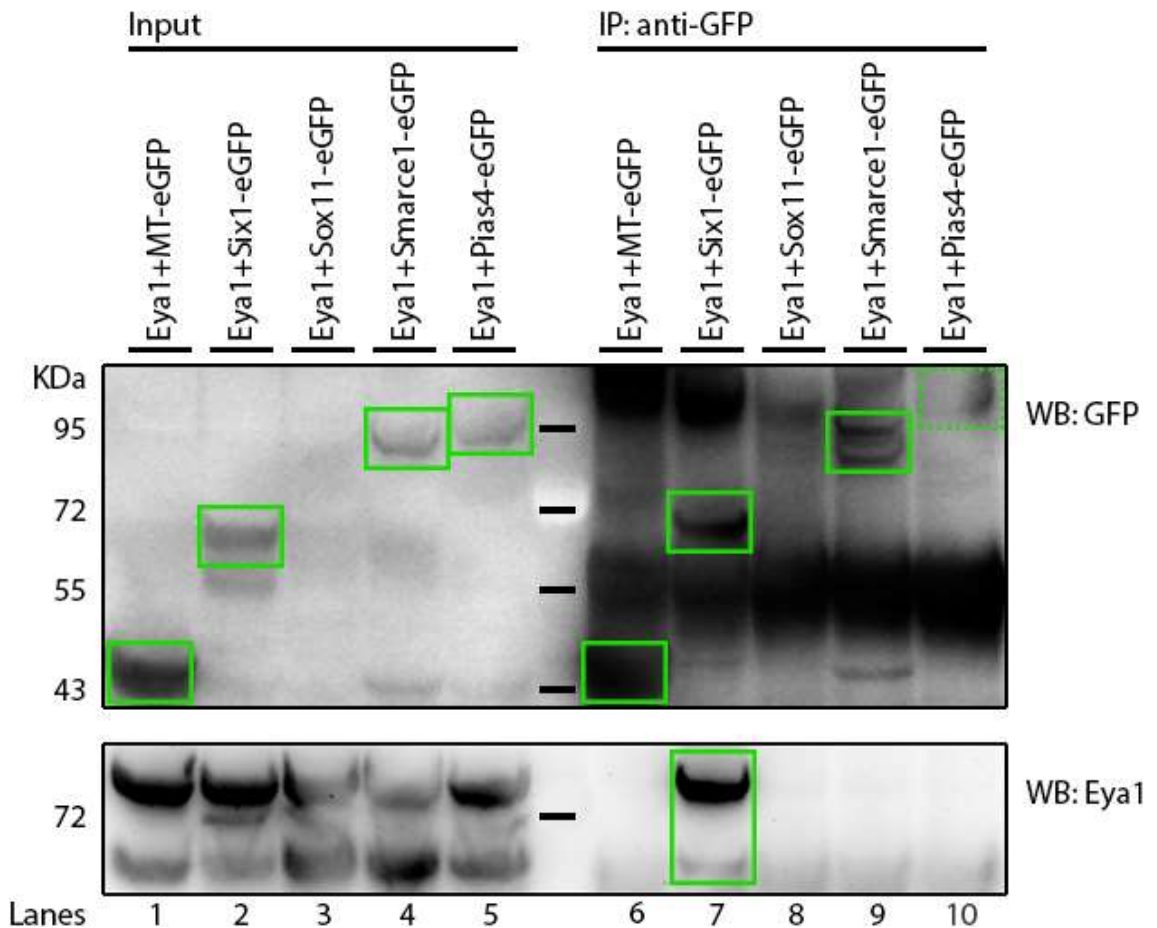 Input
IP: anti-GFP
Eya1+MT-eGFP
Eya1+Six1-eGFP
Eya1+Sox11-eGFP
Eya1+Smarce1-eGFP
Eya1+Pias4-eGFP
Eya1+MT-eGFP
Eya1+Six1-eGFP
Eya1+Sox11-eGFP
Eya1+Smarce1-eGFP
Eya1+Pias4-eGFP
KDa
95
WB: GFP
72
55
43
72
WB: Eya1
Lanes 1 2 3 4 5 6 7 8 9 10